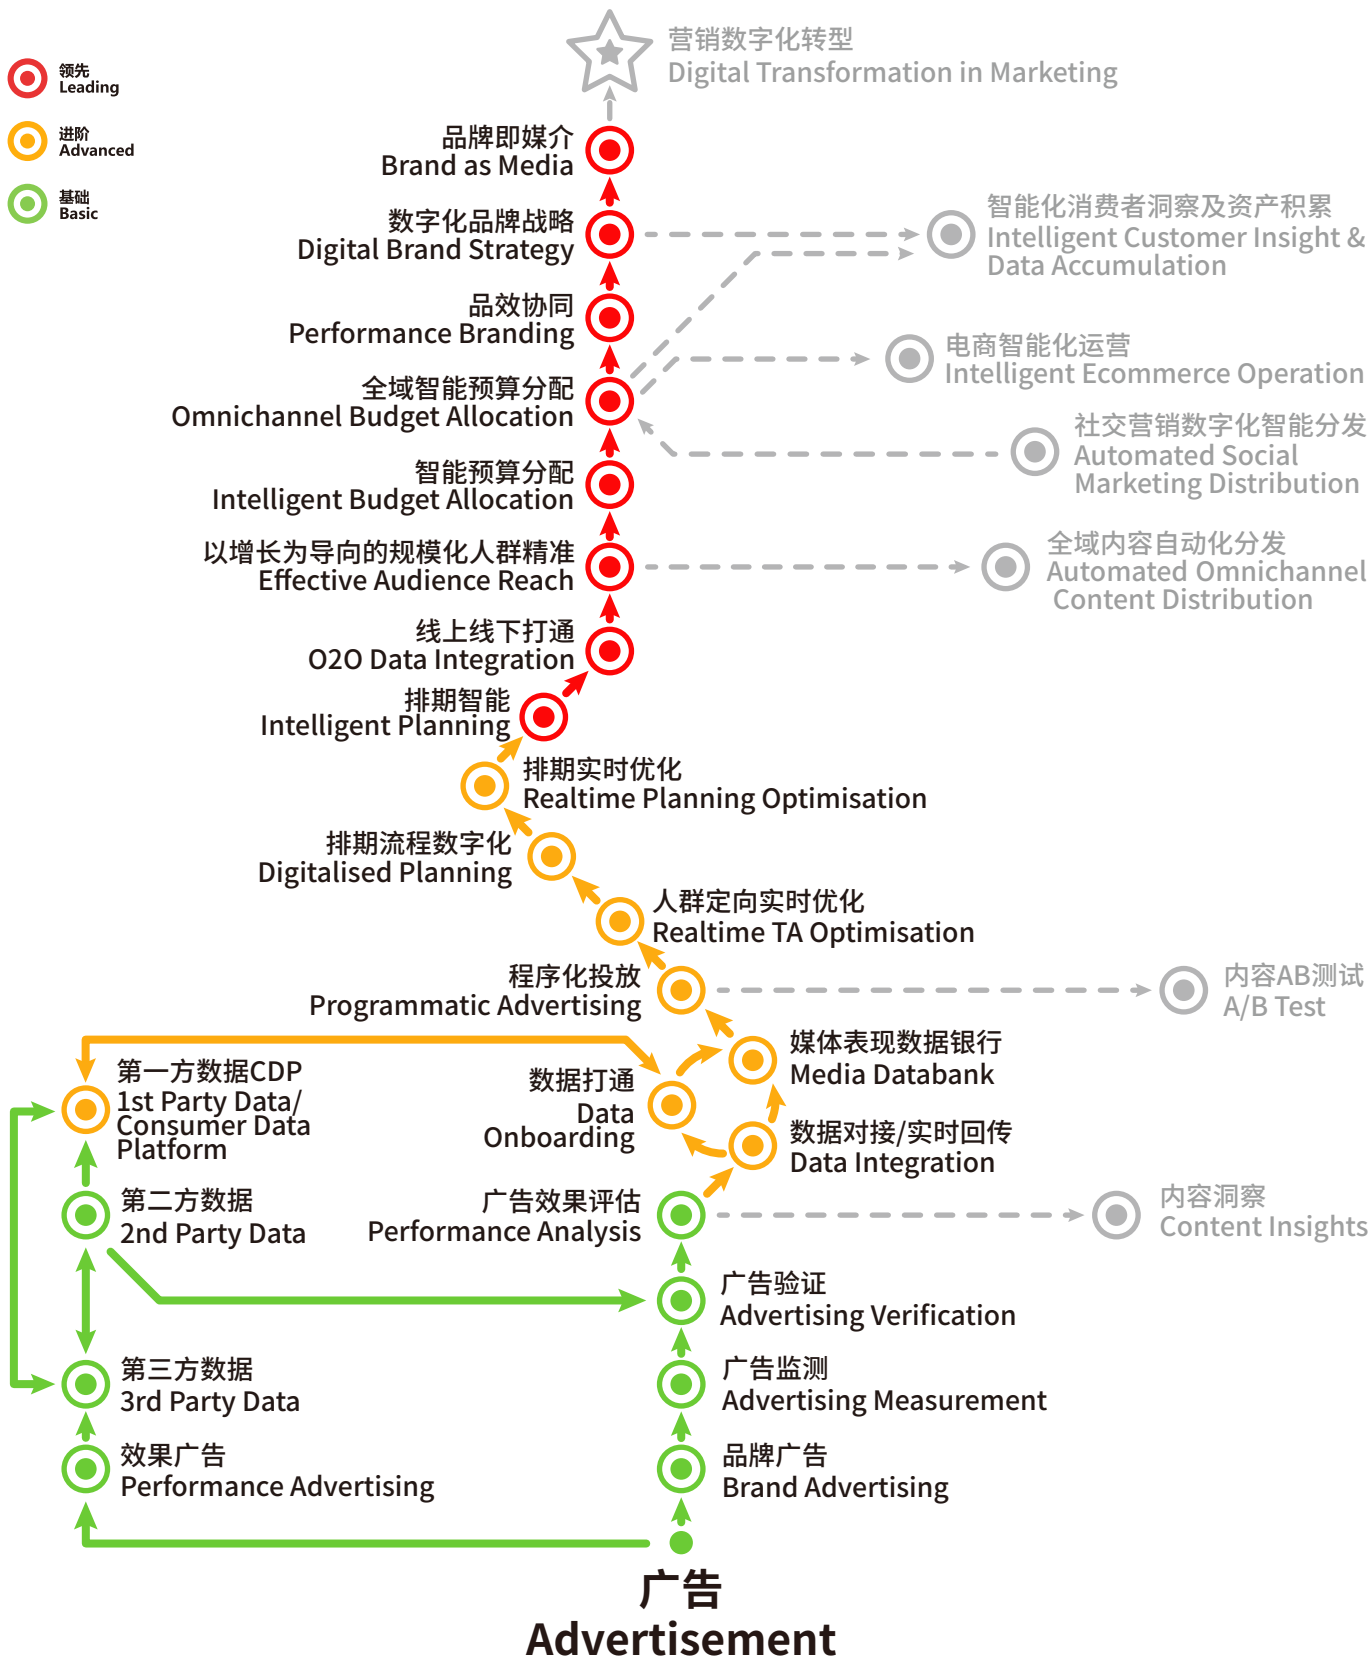 营销数字化转型
Digital Transformation in Marketing
领先
Leading
进阶
Advanced
基础
Basic
品牌即媒介
Brand as Media
数字化品牌战略
Digital Brand Strategy
智能化消费者洞察及资产积累
Intelligent Customer Insight &
Data Accumulation
品效协同
Performance Branding
电商智能化运营
Intelligent Ecommerce Operation
全域智能预算分配
Omnichannel Budget Allocation
社交营销数字化智能分发
Automated Social
Marketing Distribution
智能预算分配
Intelligent Budget Allocation
以增长为导向的规模化人群精准
Effective Audience Reach
全域内容自动化分发
Automated Omnichannel
Content Distribution
线上线下打通
O2O Data Integration
排期智能
Intelligent Planning
排期实时优化
Realtime Planning Optimisation
排期流程数字化
Digitalised Planning
人群定向实时优化
Realtime TA Optimisation
程序化投放
Programmatic Advertising
内容AB测试
A/B Test
媒体表现数据银行
Media Databank
第一方数据CDP
1st Party Data/
Consumer Data
Platform
数据打通
Data
Onboarding
数据对接/实时回传
Data Integration
第二方数据
2nd Party Data
广告效果评估
Performance Analysis
内容洞察
Content Insights
广告验证
Advertising Verification
第三方数据
3rd Party Data
广告监测
Advertising Measurement
效果广告
Performance Advertising
品牌广告
Brand Advertising
广告
Advertisement